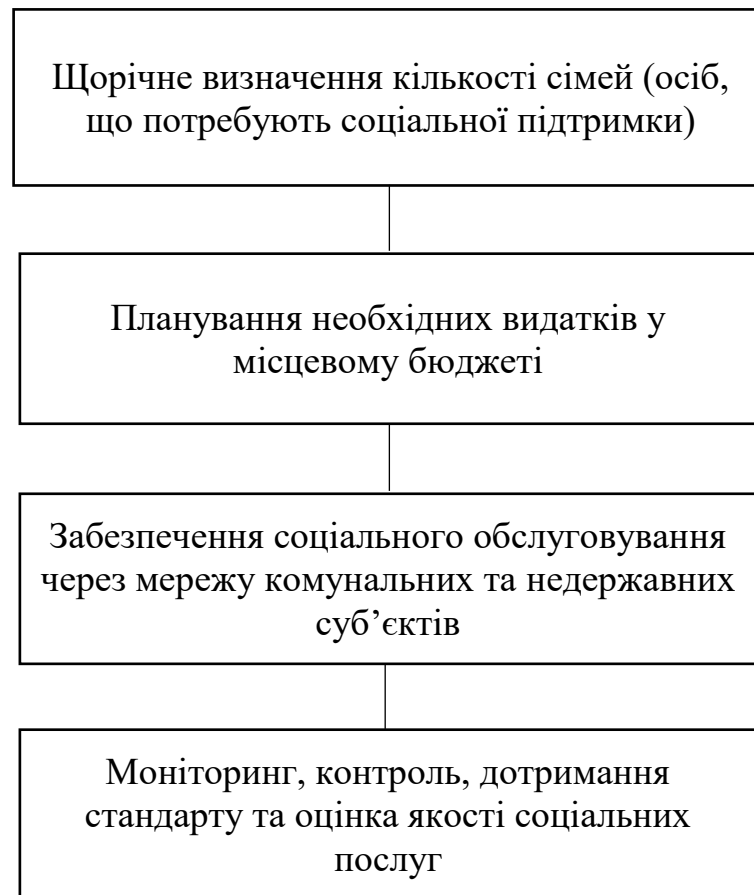 Щорічне визначення кількості сімей (осіб,
що потребують соціальної підтримки)
Планування необхідних видатків у
місцевому бюджеті
Забезпечення соціального обслуговування
через мережу комунальних та недержавних
суб’єктів
Моніторинг, контроль, дотримання
стандарту та оцінка якості соціальних
послуг